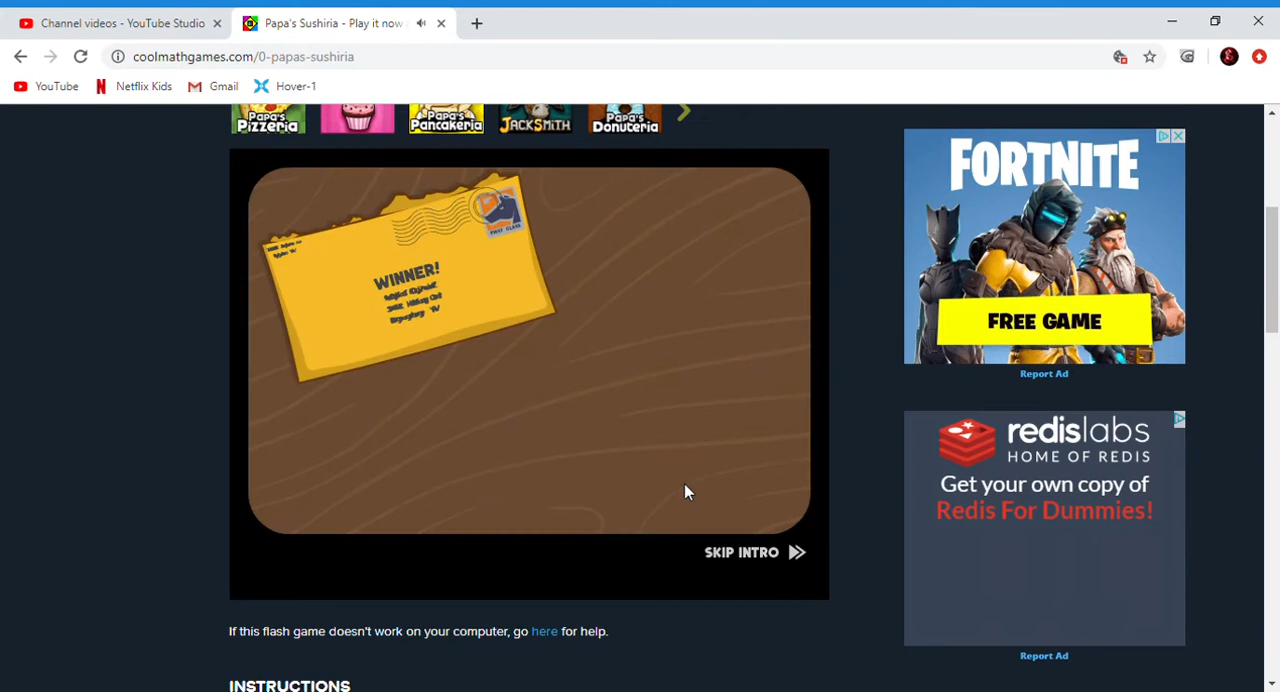 Channel videos - YouTube Studio
Papa's Sushiria - Play it now
coolmathgames.com/0-papas-sushiria
YouTube
Netflix Kids
Gmail
Hover-1
Papa's Pizzeria
Papa's Pancakeria
JackSmith
Papa's Donuteria
FIRST CLASS
WINNER!
SKIP INTRO
FORTNITE
FREE GAME
Report Ad
redislabs
HOME OF REDIS
Get your own copy of
Redis For Dummies!
Report Ad
If this flash game doesn't work on your computer, go here for help.
INSTRUCTIONS